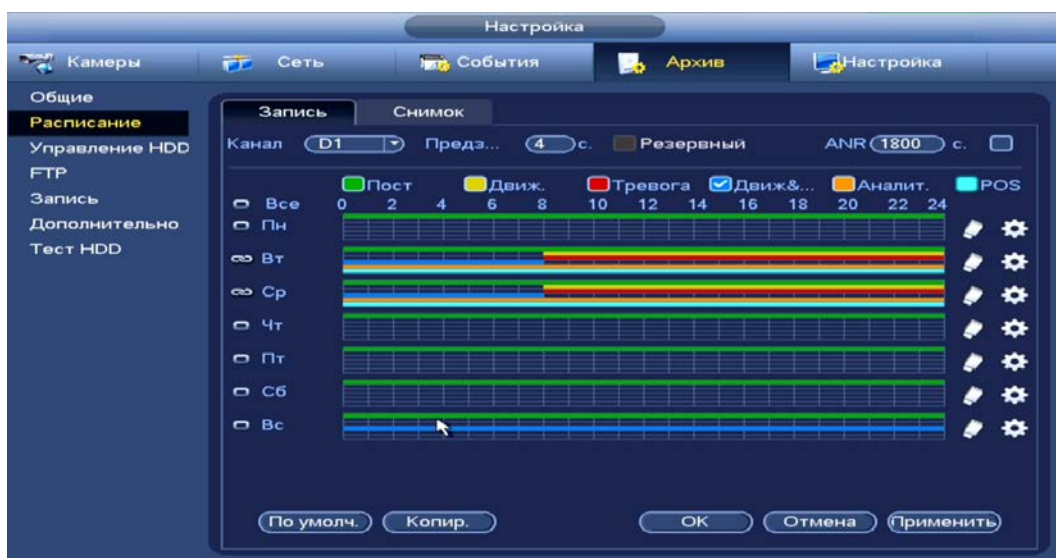 Настройка
Камеры Сеть События Архив Настройка
Общие
Расписание
Управление HDD
FTP
Запись
Дополнительно
Тест HDD
Запись Снимок
Канал D1 Предз... 4 с. Резервный ANR 1800 с.
Пост Движ. Тревога Движ&... Аналит. POS
Все 0 2 4 6 8 10 12 14 16 18 20 22 24
Пн
Вт
Ср
Чт
Пт
Сб
Вс
По умолч. Копир. OK Отмена Применить